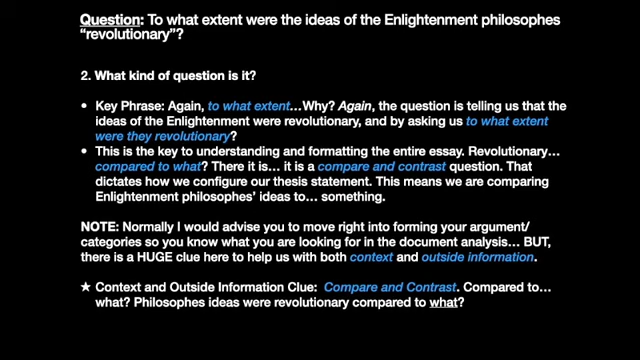 Question: To what extent were the ideas of the Enlightenment philosophes
“revolutionary”?
2. What kind of question is it?
• Key Phrase: Again, to what extent…Why? Again, the question is telling us that the
ideas of the Enlightenment were revolutionary, and by asking us to what extent
were they revolutionary?
• This is the key to understanding and formatting the entire essay. Revolutionary…
compared to what? There it is… it is a compare and contrast question. That
dictates how we configure our thesis statement. This means we are comparing
Enlightenment philosophes’ ideas to… something.
NOTE: Normally I would advise you to move right into forming your argument/
categories so you know what you are looking for in the document analysis… BUT,
there is a HUGE clue here to help us with both context and outside information.
★ Context and Outside Information Clue: Compare and Contrast. Compared to…
what? Philosophes ideas were revolutionary compared to what?